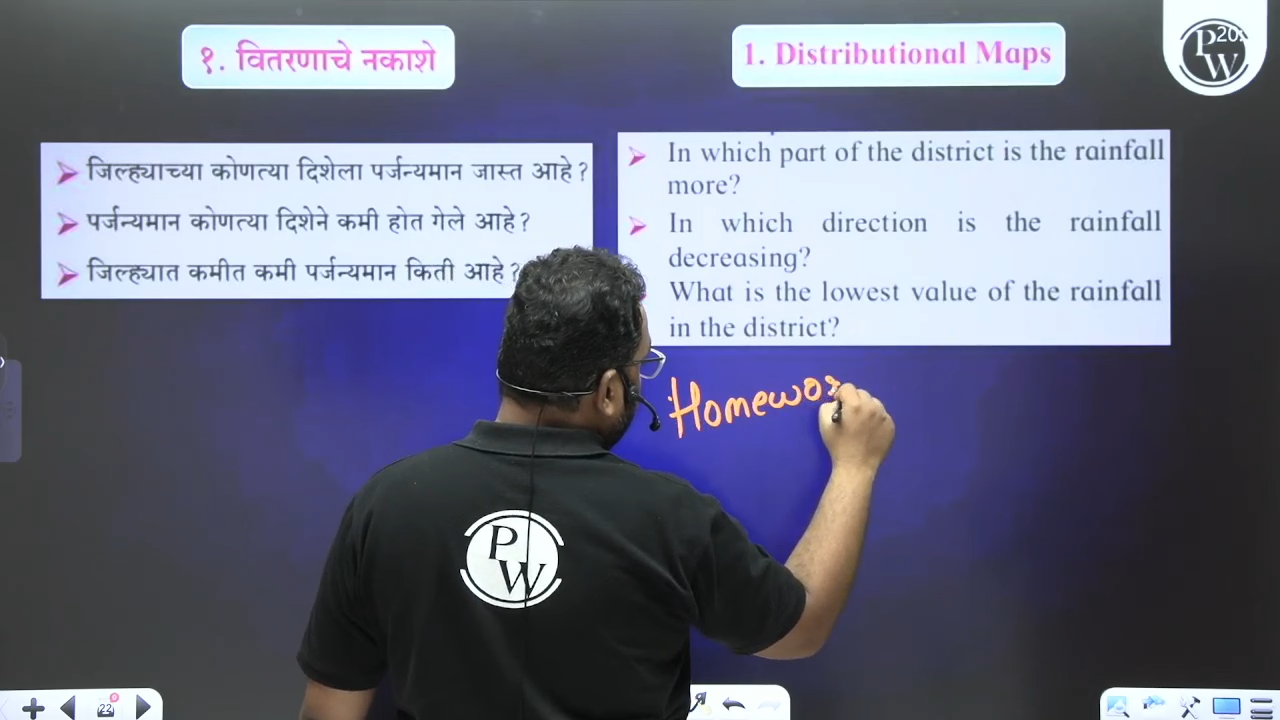 १. वितरणाचे नकाशे
1. Distributional Maps
P 20
W
जिल्ह्याच्या कोणत्या दिशेला पर्जन्यमान जास्त आहे ?
पर्जन्यमान कोणत्या दिशेने कमी होत गेले आहे?
जिल्ह्यात कमीत कमी पर्जन्यमान किती आहे ?
In which part of the district is the rainfall
more?
In which direction is the rainfall
decreasing?
What is the lowest value of the rainfall
in the district?
Homewor
P
W
22